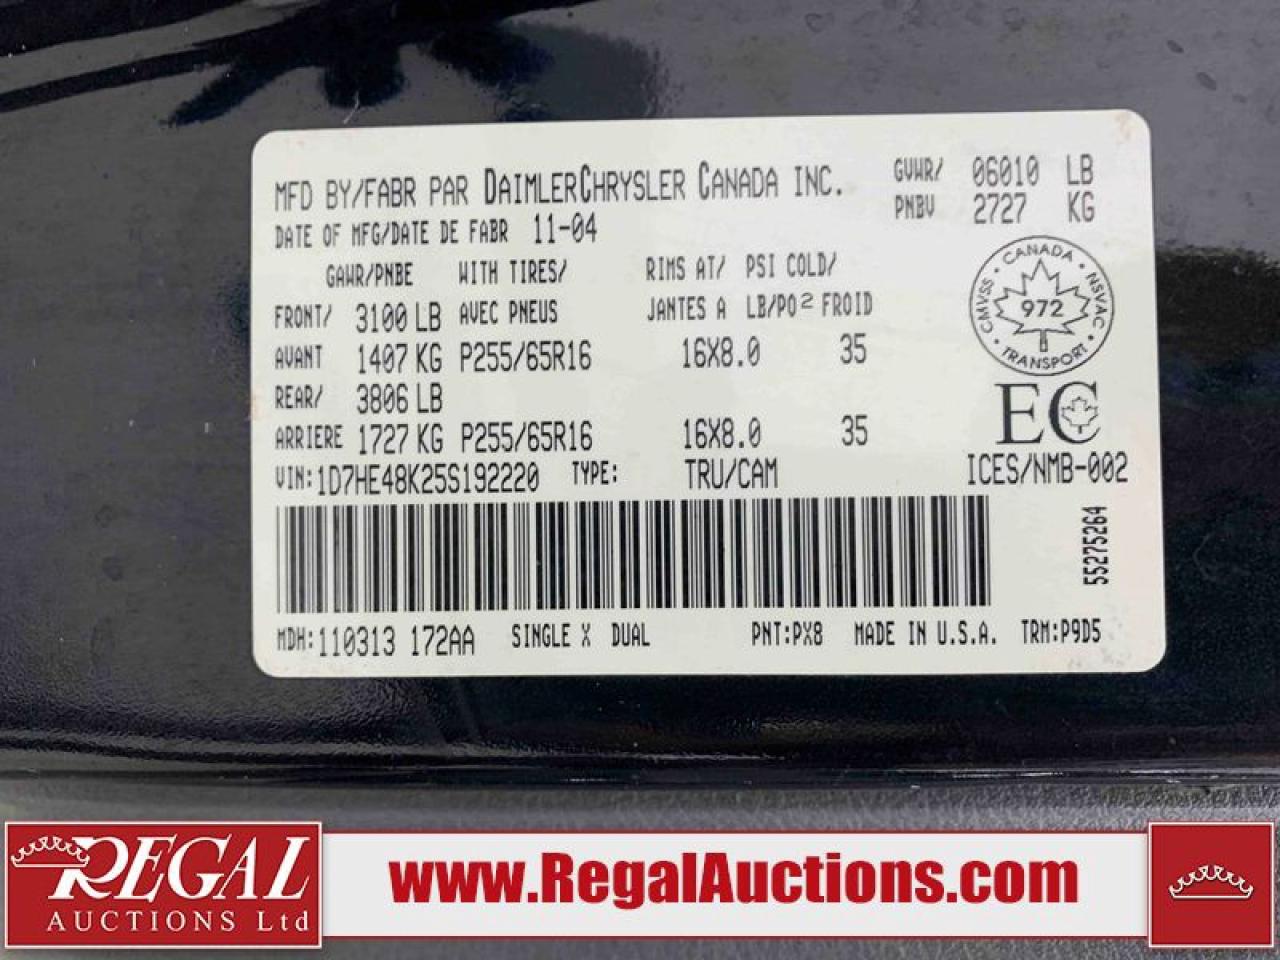 MFD BY/FABR PAR DAIMLERCHRYSLER CANADA INC. GVWR/ 06010 LB
PNBV 2727 KG
DATE OF MFG/DATE DE FABR 11-04
GAWR/PNBE WITH TIRES/ RIMS AT/ PSI COLD/
FRONT/ 3100 LB AVEC PNEUS JANTES A LB/PO2 FROID
AVANT 1407 KG P255/65R16 16X8.0 35
REAR/ 3806 LB
ARRIERE 1727 KG P255/65R16 16X8.0 35
VIN:1D7HE48K25S192220 TYPE: TRU/CAM ICES/NMB-002
CANADA
CMVSS 972 NSVAC
TRANSPORT
EC
55275264
MDH:110313 172AA SINGLE X DUAL PNT:PX8 MADE IN U.S.A. TRM:P9D5
REGAL
AUCTIONS Ltd
www.RegalAuctions.com